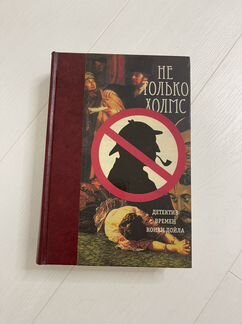 НЕ
ТОЛЬКО
ХОЛМС
ДЕТЕКТИВ
ВРЕМЕН
КОНАН ДОЙЛА